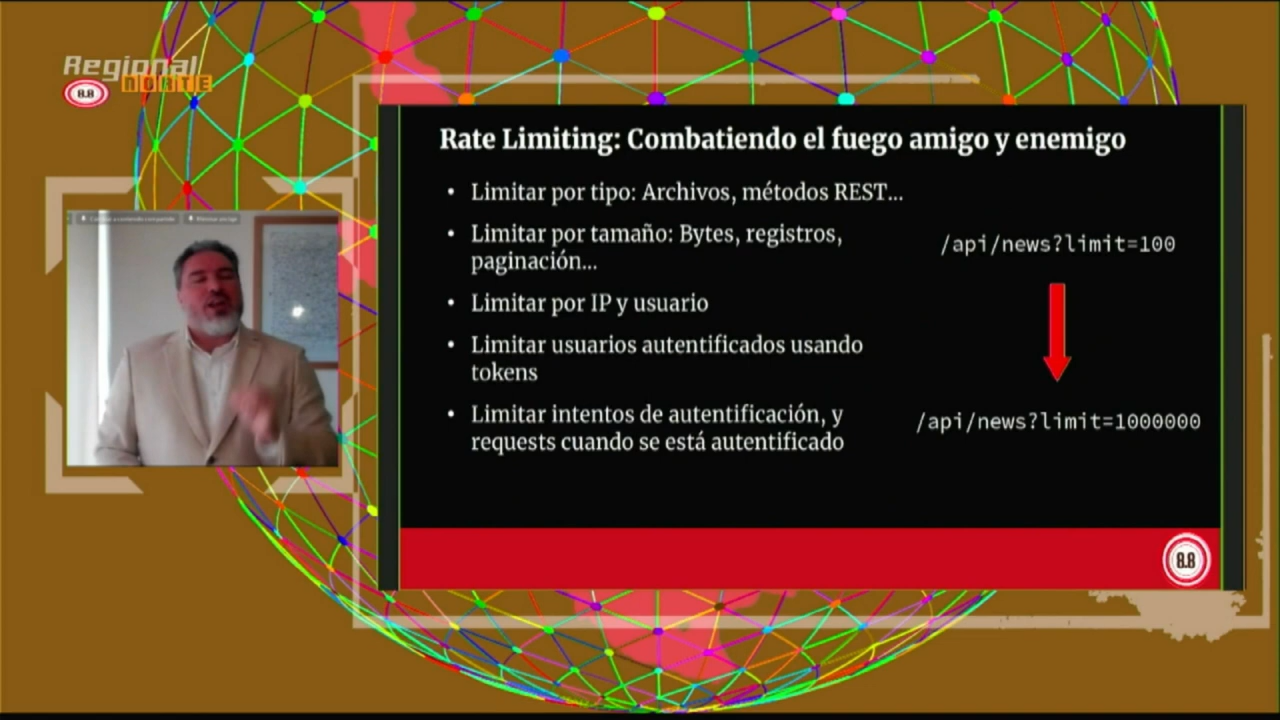 Regional
NORTE
8.8
Rate Limiting: Combatiendo el fuego amigo y enemigo
• Limitar por tipo: Archivos, métodos REST...
• Limitar por tamaño: Bytes, registros,
paginación...
• Limitar por IP y usuario
• Limitar usuarios autentificados usando
tokens
• Limitar intentos de autentificación, y
requests cuando se está autentificado
/api/news?limit=100
/api/news?limit=1000000
8.8